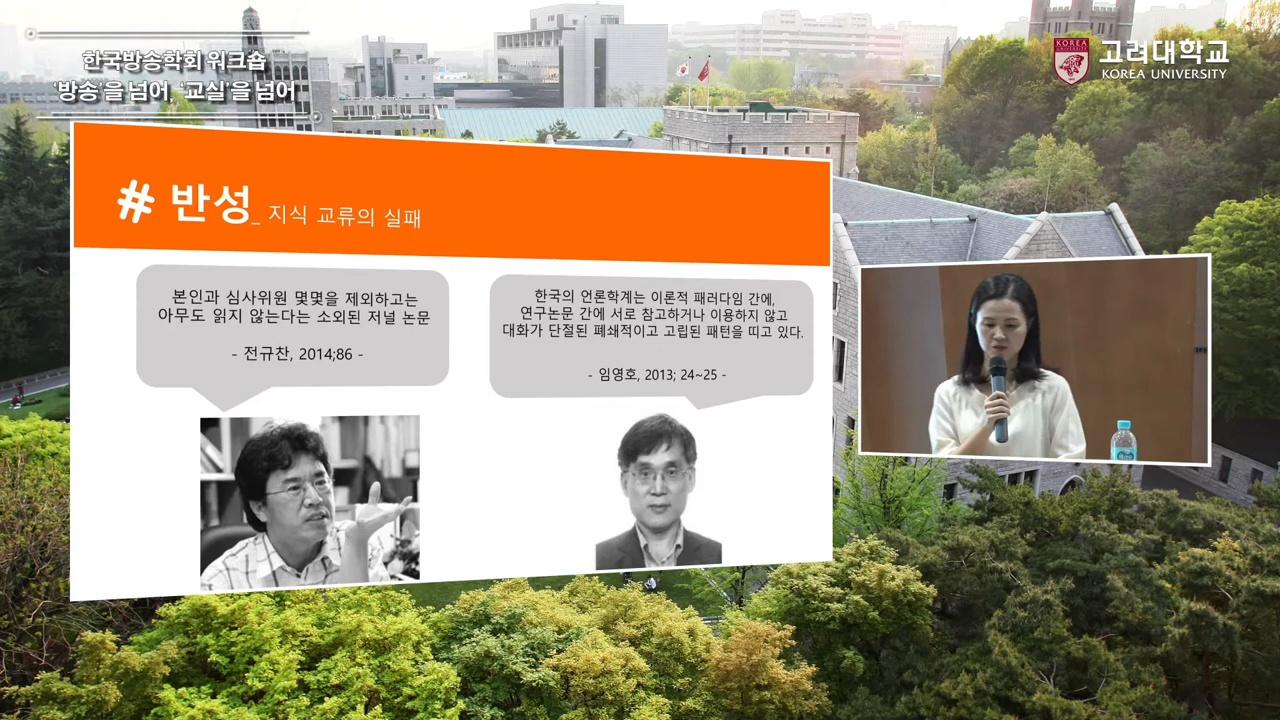 한국방송학회 워크숍
'방송'을 넘어, '교실'을 넘어
KOREA
고려대학교
KOREA UNIVERSITY
# 반성_ 지식 교류의 실패
본인과 심사위원 몇몇을 제외하고는
아무도 읽지 않는다는 소외된 저널 논문
- 전규찬, 2014;86 -
한국의 언론학계는 이론적 패러다임 간에,
연구논문 간에 서로 참고하거나 이용하지 않고
대화가 단절된 폐쇄적이고 고립된 패턴을 띠고 있다.
- 임영호, 2013; 24~25 -